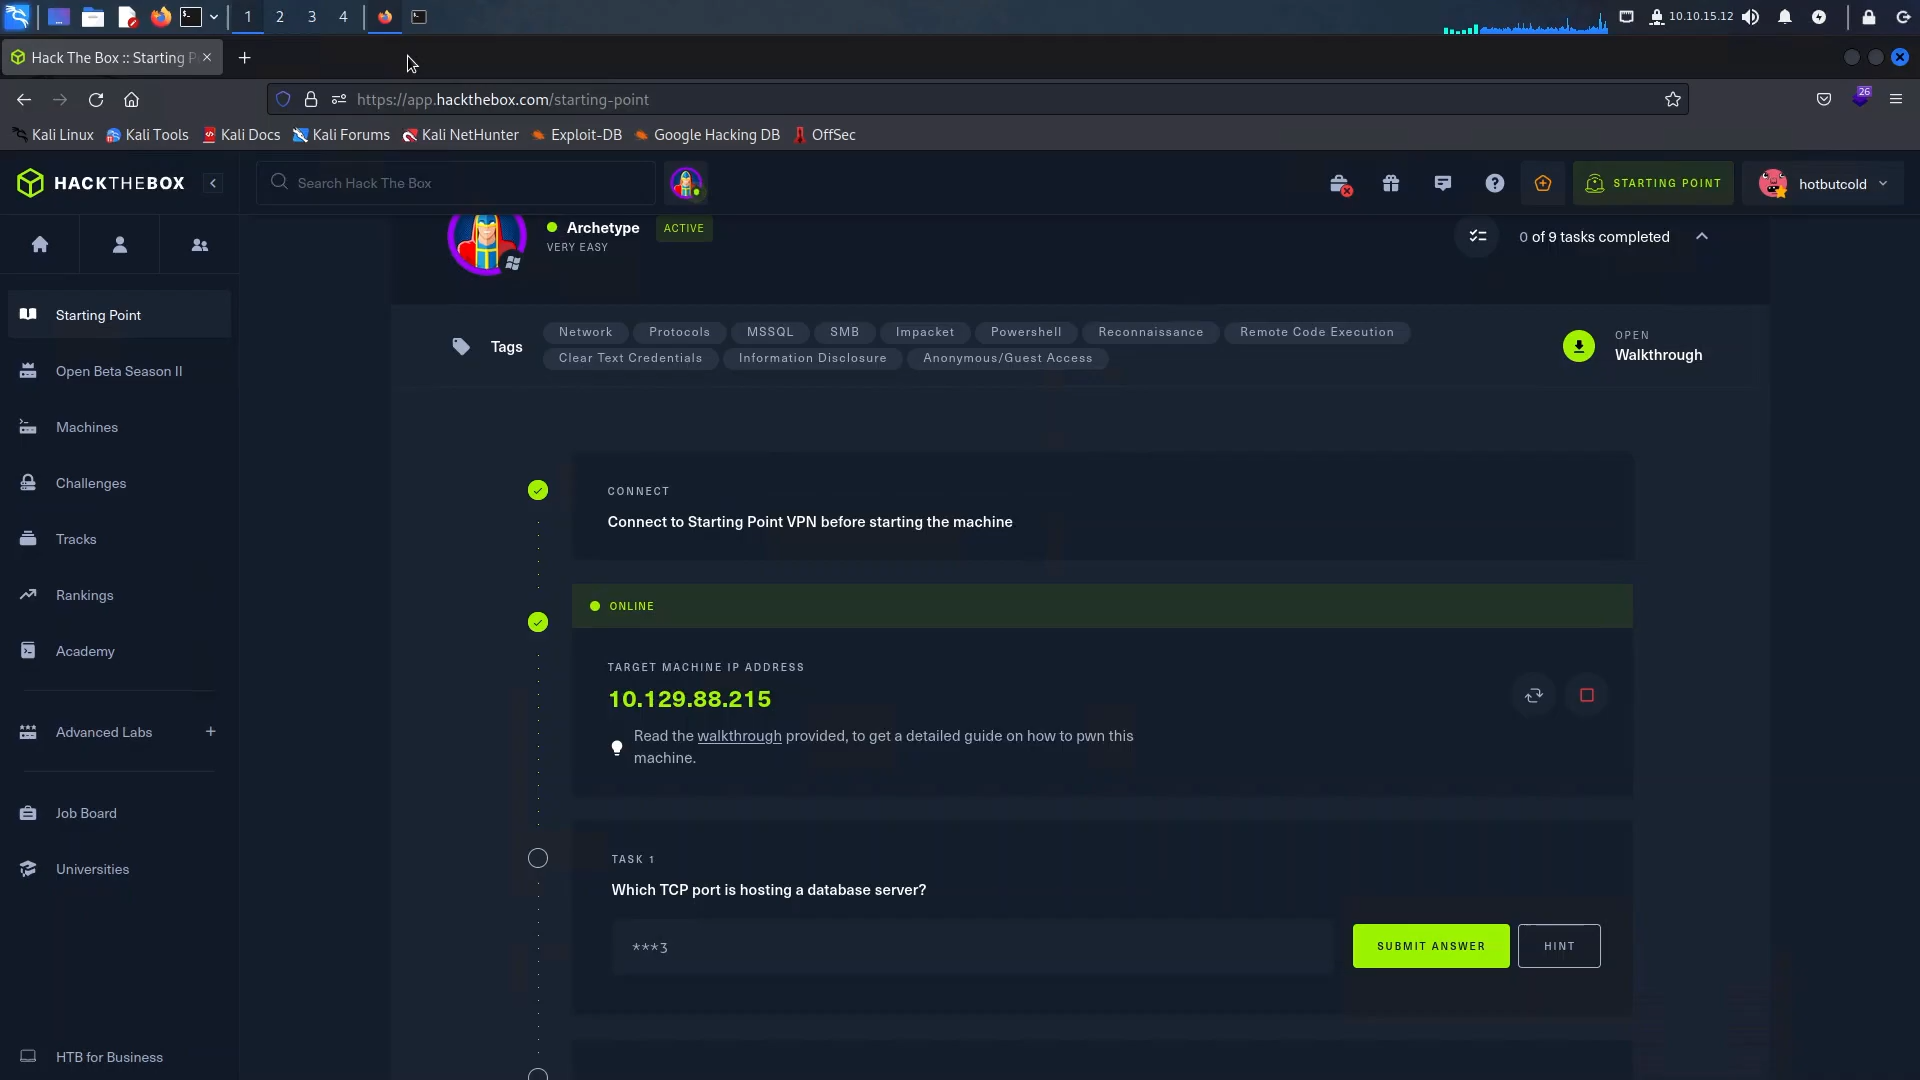 1 2 3 4 10.10.15.12
Hack The Box :: Starting P
https://app.hackthebox.com/starting-point
26
Kali Linux Kali Tools Kali Docs Kali Forums Kali NetHunter Exploit-DB Google Hacking DB OffSec
HACKTHEBOX Search Hack The Box STARTING POINT hotbutcold
Archetype ACTIVE
VERY EASY
0 of 9 tasks completed
Starting Point
Open Beta Season II
Machines
Challenges
Tracks
Rankings
Academy
Advanced Labs +
Job Board
Universities
HTB for Business
Tags
Network Protocols MSSQL SMB Impacket Powershell Reconnaissance Remote Code Execution
Clear Text Credentials Information Disclosure Anonymous/Guest Access
OPEN
Walkthrough
CONNECT
Connect to Starting Point VPN before starting the machine
ONLINE
TARGET MACHINE IP ADDRESS
10.129.88.215
Read the walkthrough provided, to get a detailed guide on how to pwn this
machine.
TASK 1
Which TCP port is hosting a database server?
***3
SUBMIT ANSWER HINT